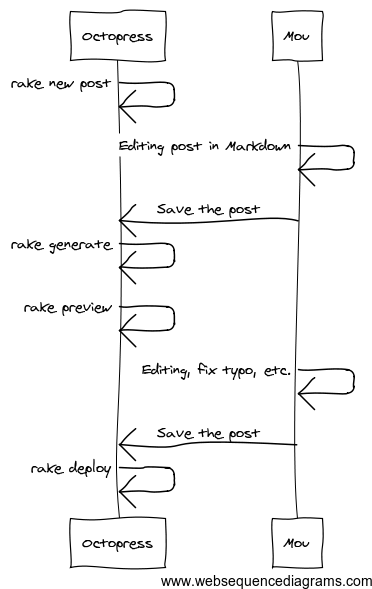 Octopress
Mou
rake new post
Editing post in Markdown
Save the post
rake generate
rake preview
Editing, fix typo, etc.
Save the post
rake deploy
Octopress
Mou
www.websequencediagrams.com